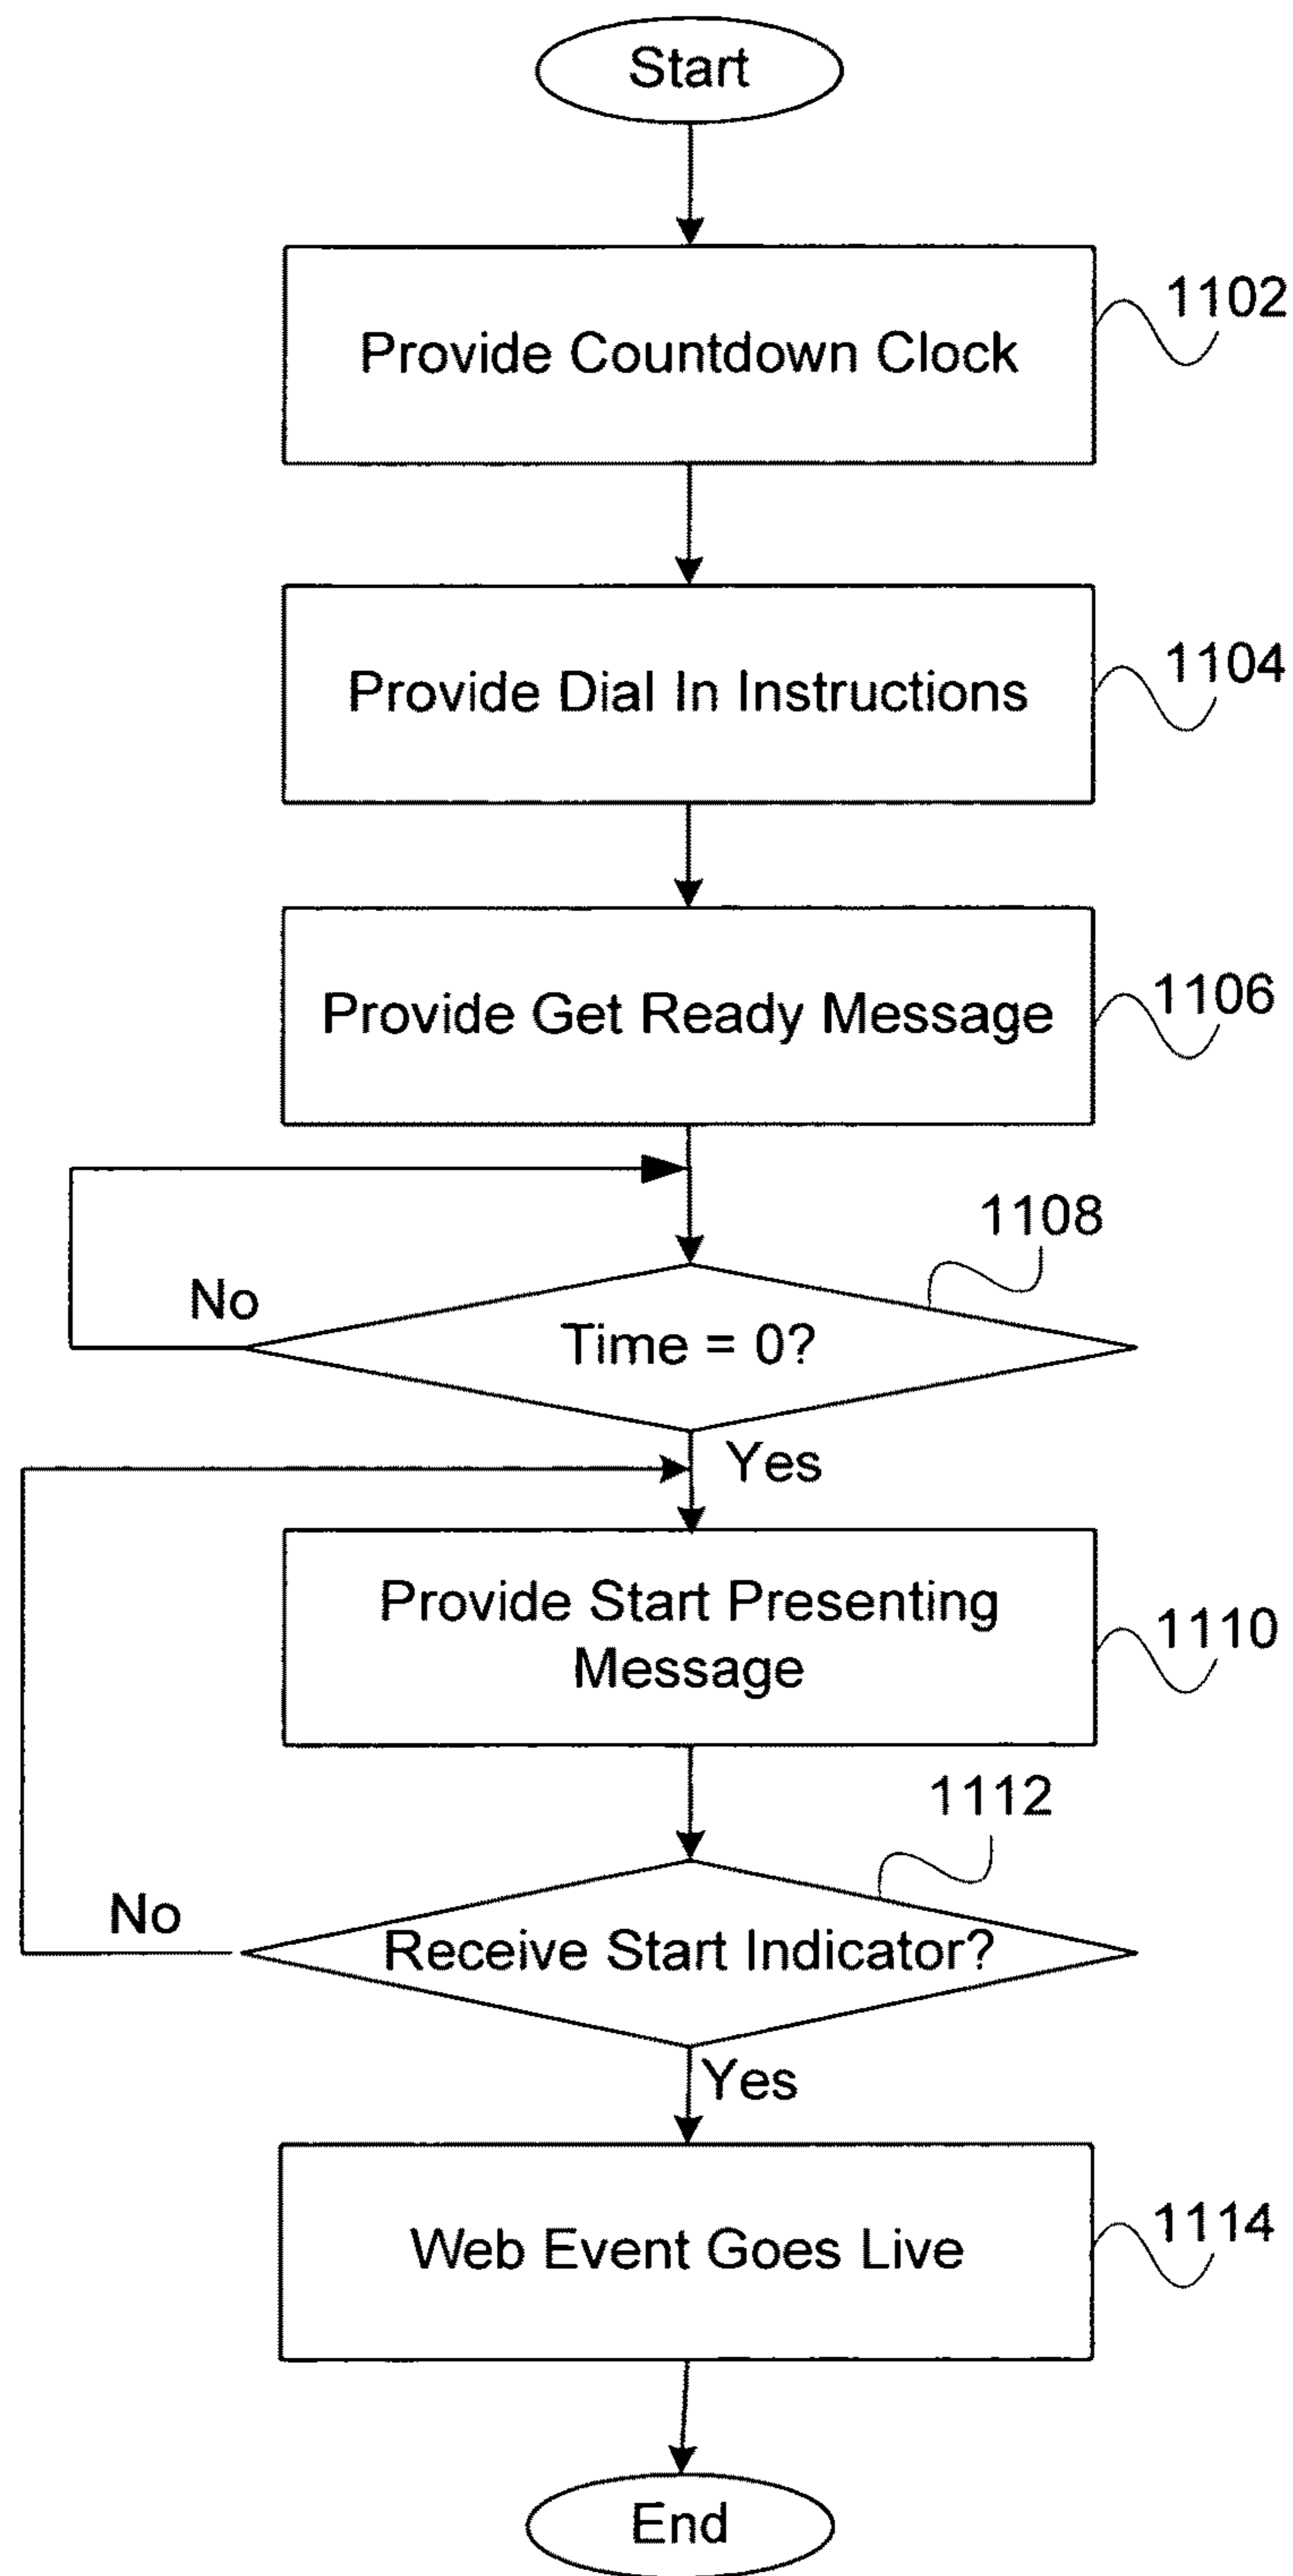 Start
Provide Countdown Clock
1102
Provide Dial In Instructions
1104
Provide Get Ready Message
1106
1108
No
Time = 0?
Yes
Provide Start Presenting
Message
1110
1112
No
Receive Start Indicator?
Yes
Web Event Goes Live
1114
End